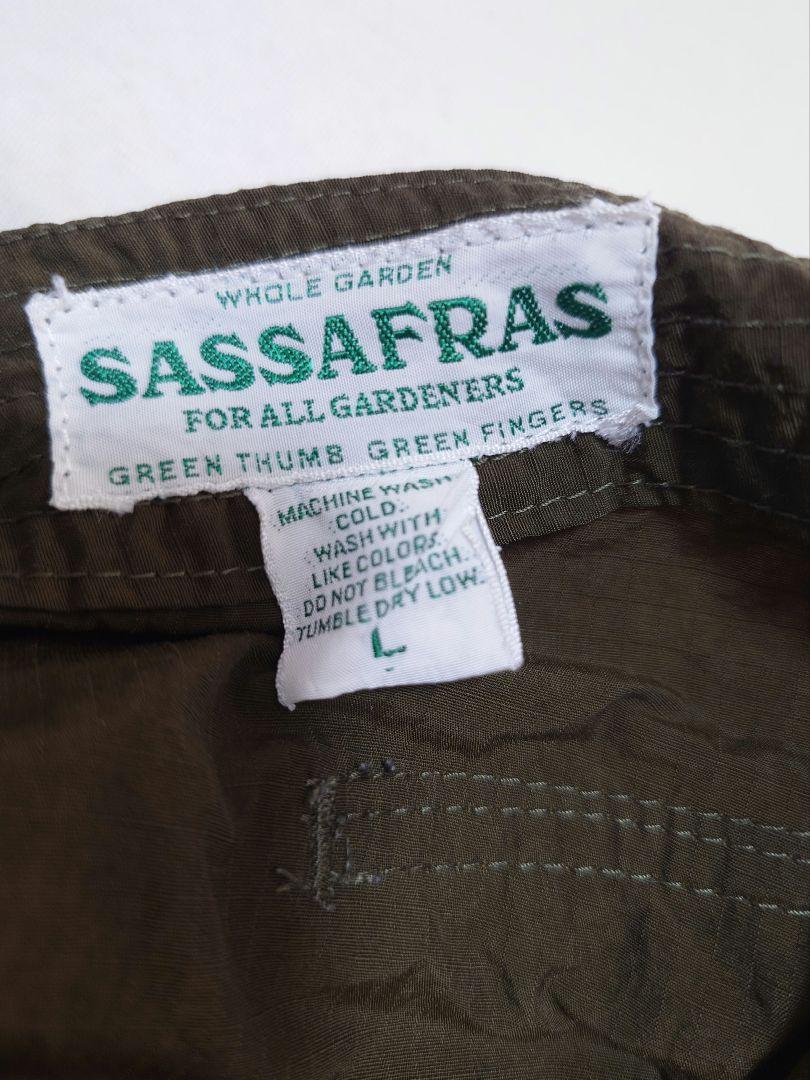 WHOLE GARDEN
SASSAFRAS
FOR ALL GARDENERS
GREEN THUMB GREEN FINGERS
MACHINE WASH
COLD.
WASH WITH
LIKE COLORS.
DO NOT BLEACH.
TUMBLE DRY LOW.
L